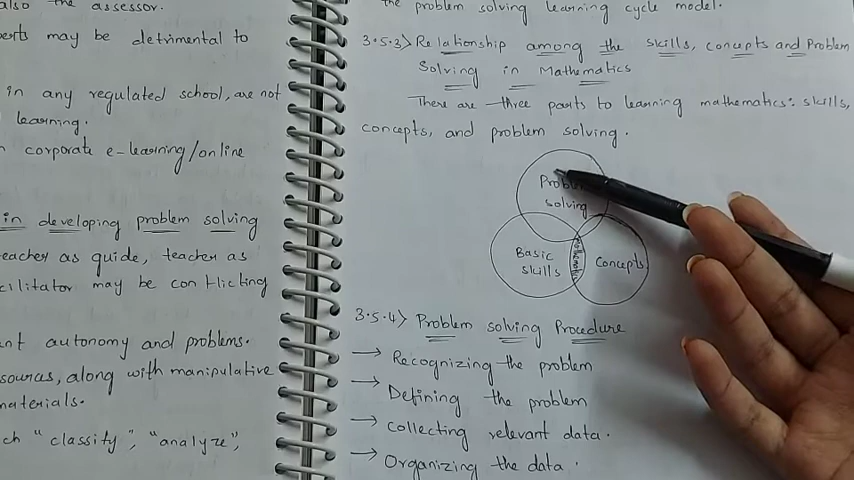 also the assessor.
erts may be detrimental to
in any regulated school, are not
learning.
corporate e-learning/online
in developing problem solving
teacher as guide, teacher as
cilitator may be conflicting
nt autonomy and problems.
sources, along with manipulative
materials.
ch "classify", "analyze",
the problem solving learning cycle model.
3.5.3> Relationship among the skills, concepts and Problem
Solving in Mathematics
There are three parts to learning mathematics: skills,
concepts, and problem solving.
Problem
solving
Basic
skills
Concepts
3.5.4> Problem solving Procedure
→ Recognizing the problem
→ Defining the problem
→ collecting relevant data.
→ Organizing the data.